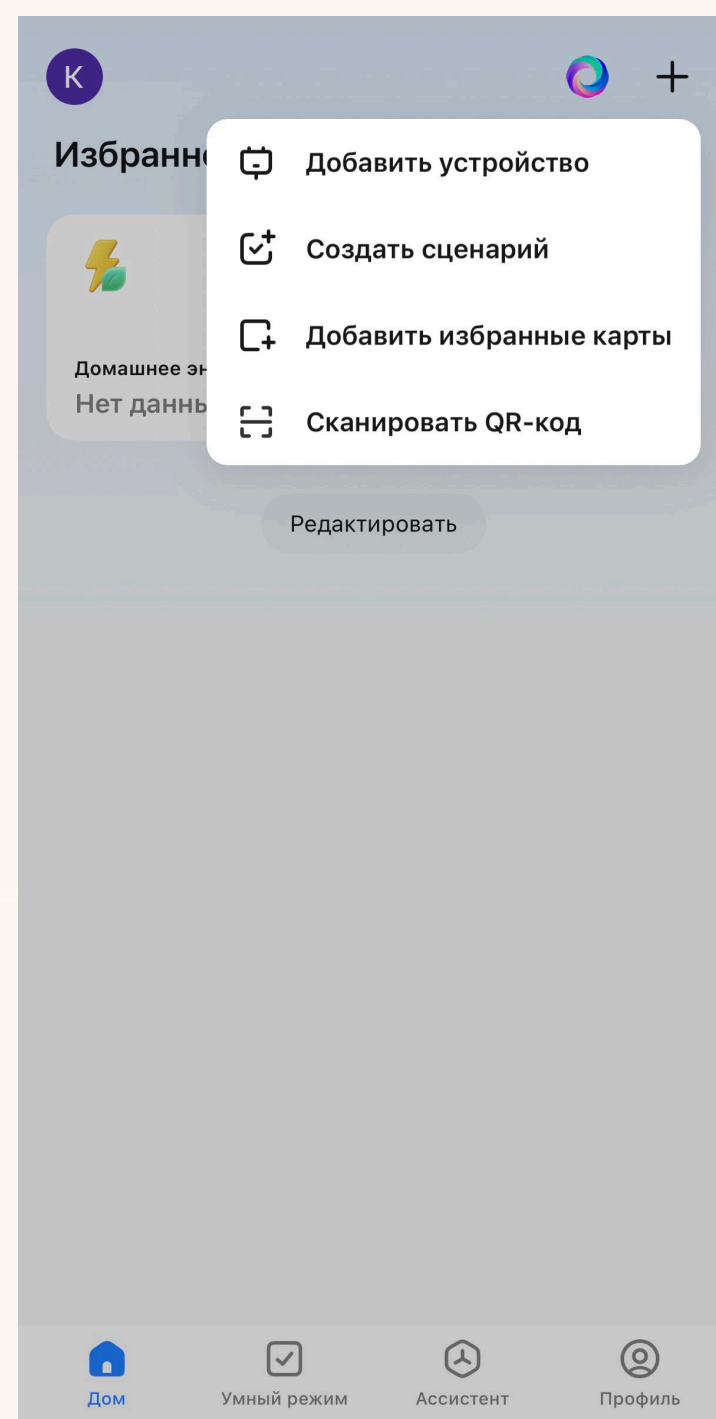 K
Избранн
Добавить устройство
Создать сценарий
Добавить избранные карты
Сканировать QR-код
Домашнее эн
Нет данны
Редактировать
Дом
Умный режим
Ассистент
Профиль